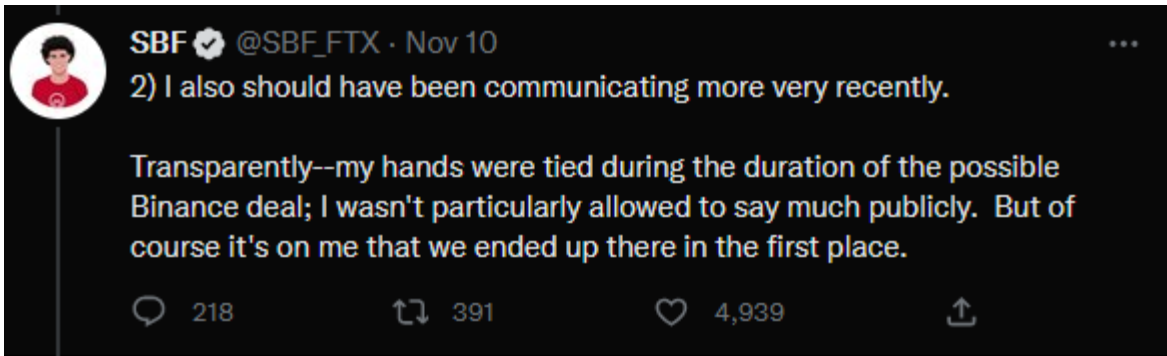 SBF @SBF_FTX · Nov 10
2) I also should have been communicating more very recently.
Transparently--my hands were tied during the duration of the possible
Binance deal; I wasn't particularly allowed to say much publicly.  But of
course it's on me that we ended up there in the first place.
218 391 4,939